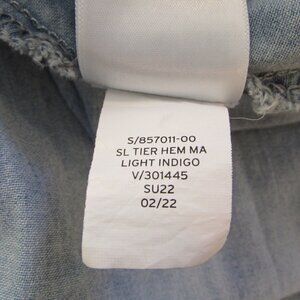 S/857011-00
SL TIER HEM MA
LIGHT INDIGO
V/301445
SU22
02/22